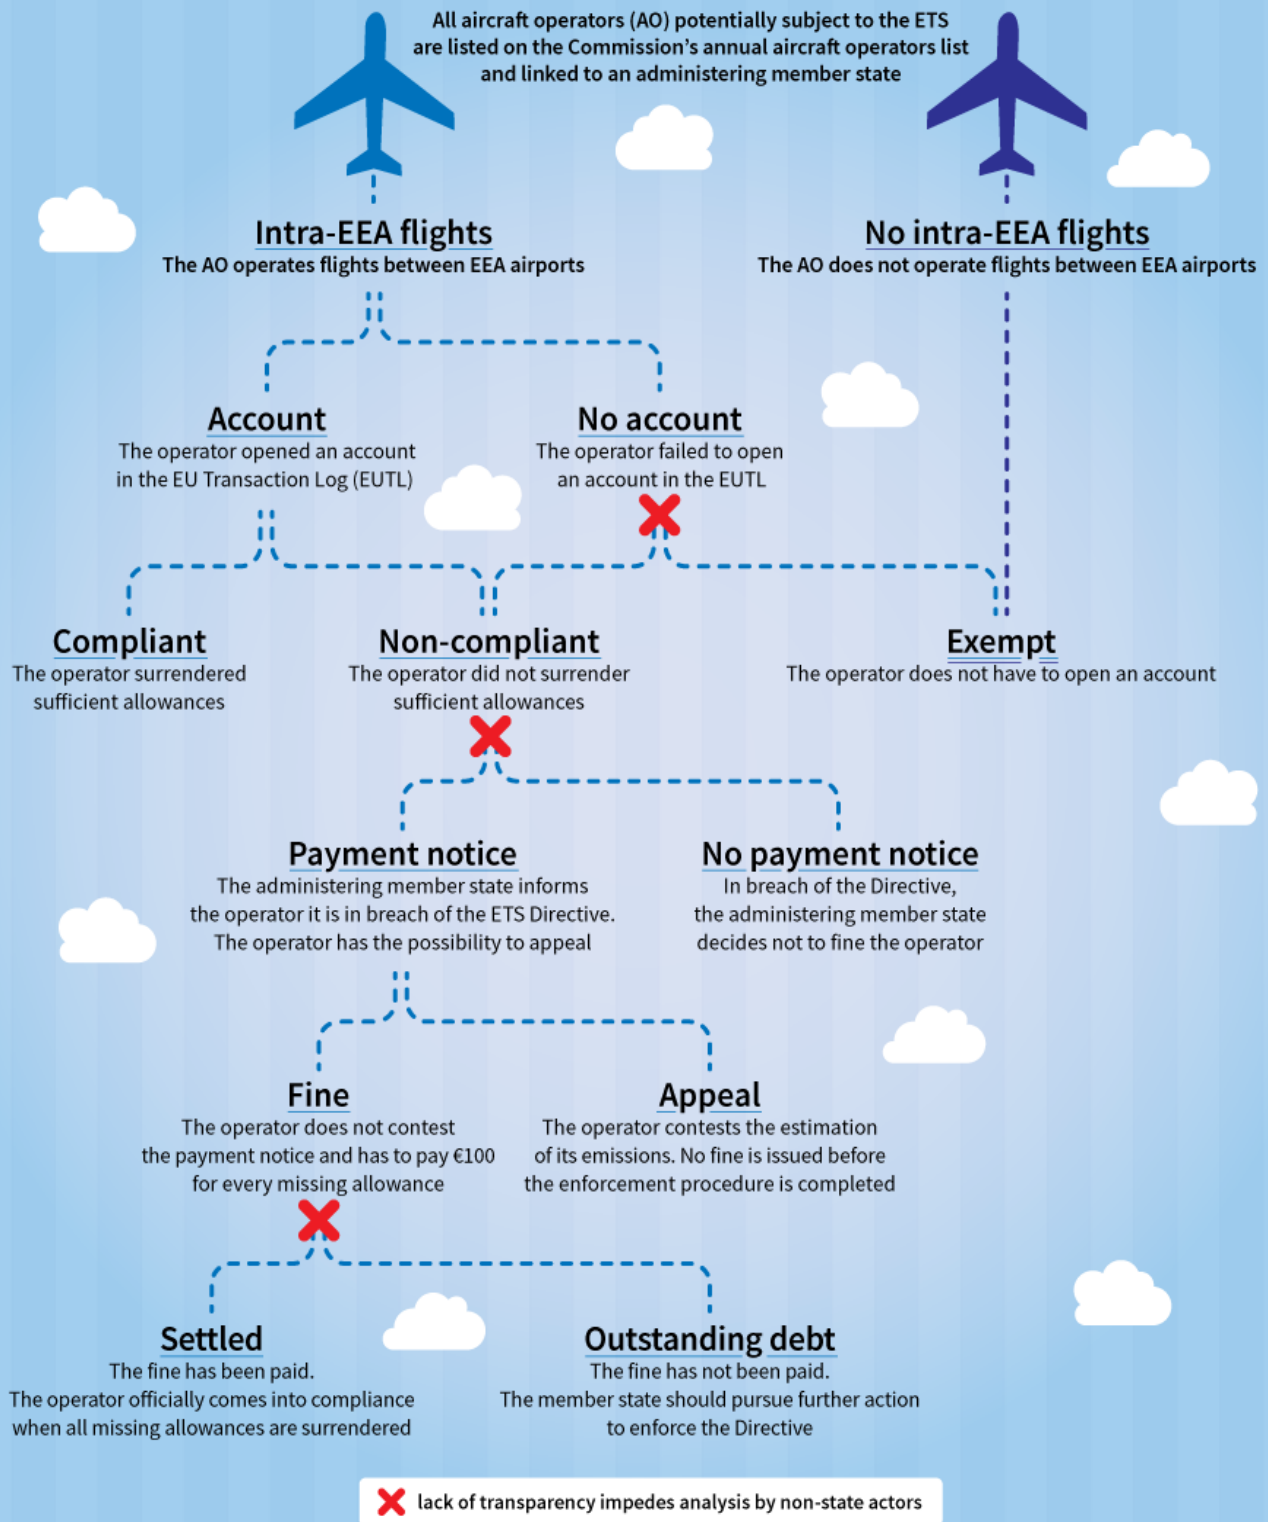 All aircraft operators (AO) potentially subject to the ETS
are listed on the Commission's annual aircraft operators list
and linked to an administering member state
Intra-EEA flights
The AO operates flights between EEA airports
No intra-EEA flights
The AO does not operate flights between EEA airports
Account
The operator opened an account
in the EU Transaction Log (EUTL)
No account
The operator failed to open
an account in the EUTL
Compliant
The operator surrendered
sufficient allowances
Non-compliant
The operator did not surrender
sufficient allowances
Exempt
The operator does not have to open an account
Payment notice
The administering member state informs
the operator it is in breach of the ETS Directive.
The operator has the possibility to appeal
No payment notice
In breach of the Directive,
the administering member state
decides not to fine the operator
Fine
The operator does not contest
the payment notice and has to pay €100
for every missing allowance
Appeal
The operator contests the estimation
of its emissions. No fine is issued before
the enforcement procedure is completed
Settled
The fine has been paid.
The operator officially comes into compliance
when all missing allowances are surrendered
Outstanding debt
The fine has not been paid.
The member state should pursue further action
to enforce the Directive
lack of transparency impedes analysis by non-state actors